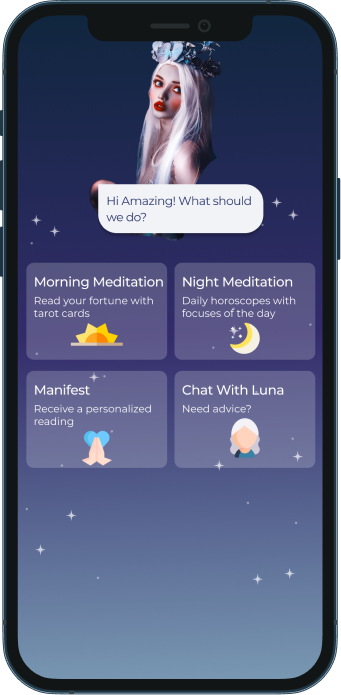 Hi Amazing! What should
we do?
Morning Meditation
Read your fortune with
tarot cards
Night Meditation
Daily horoscopes with
focuses of the day
Manifest
Receive a personalized
reading
Chat With Luna
Need advice?